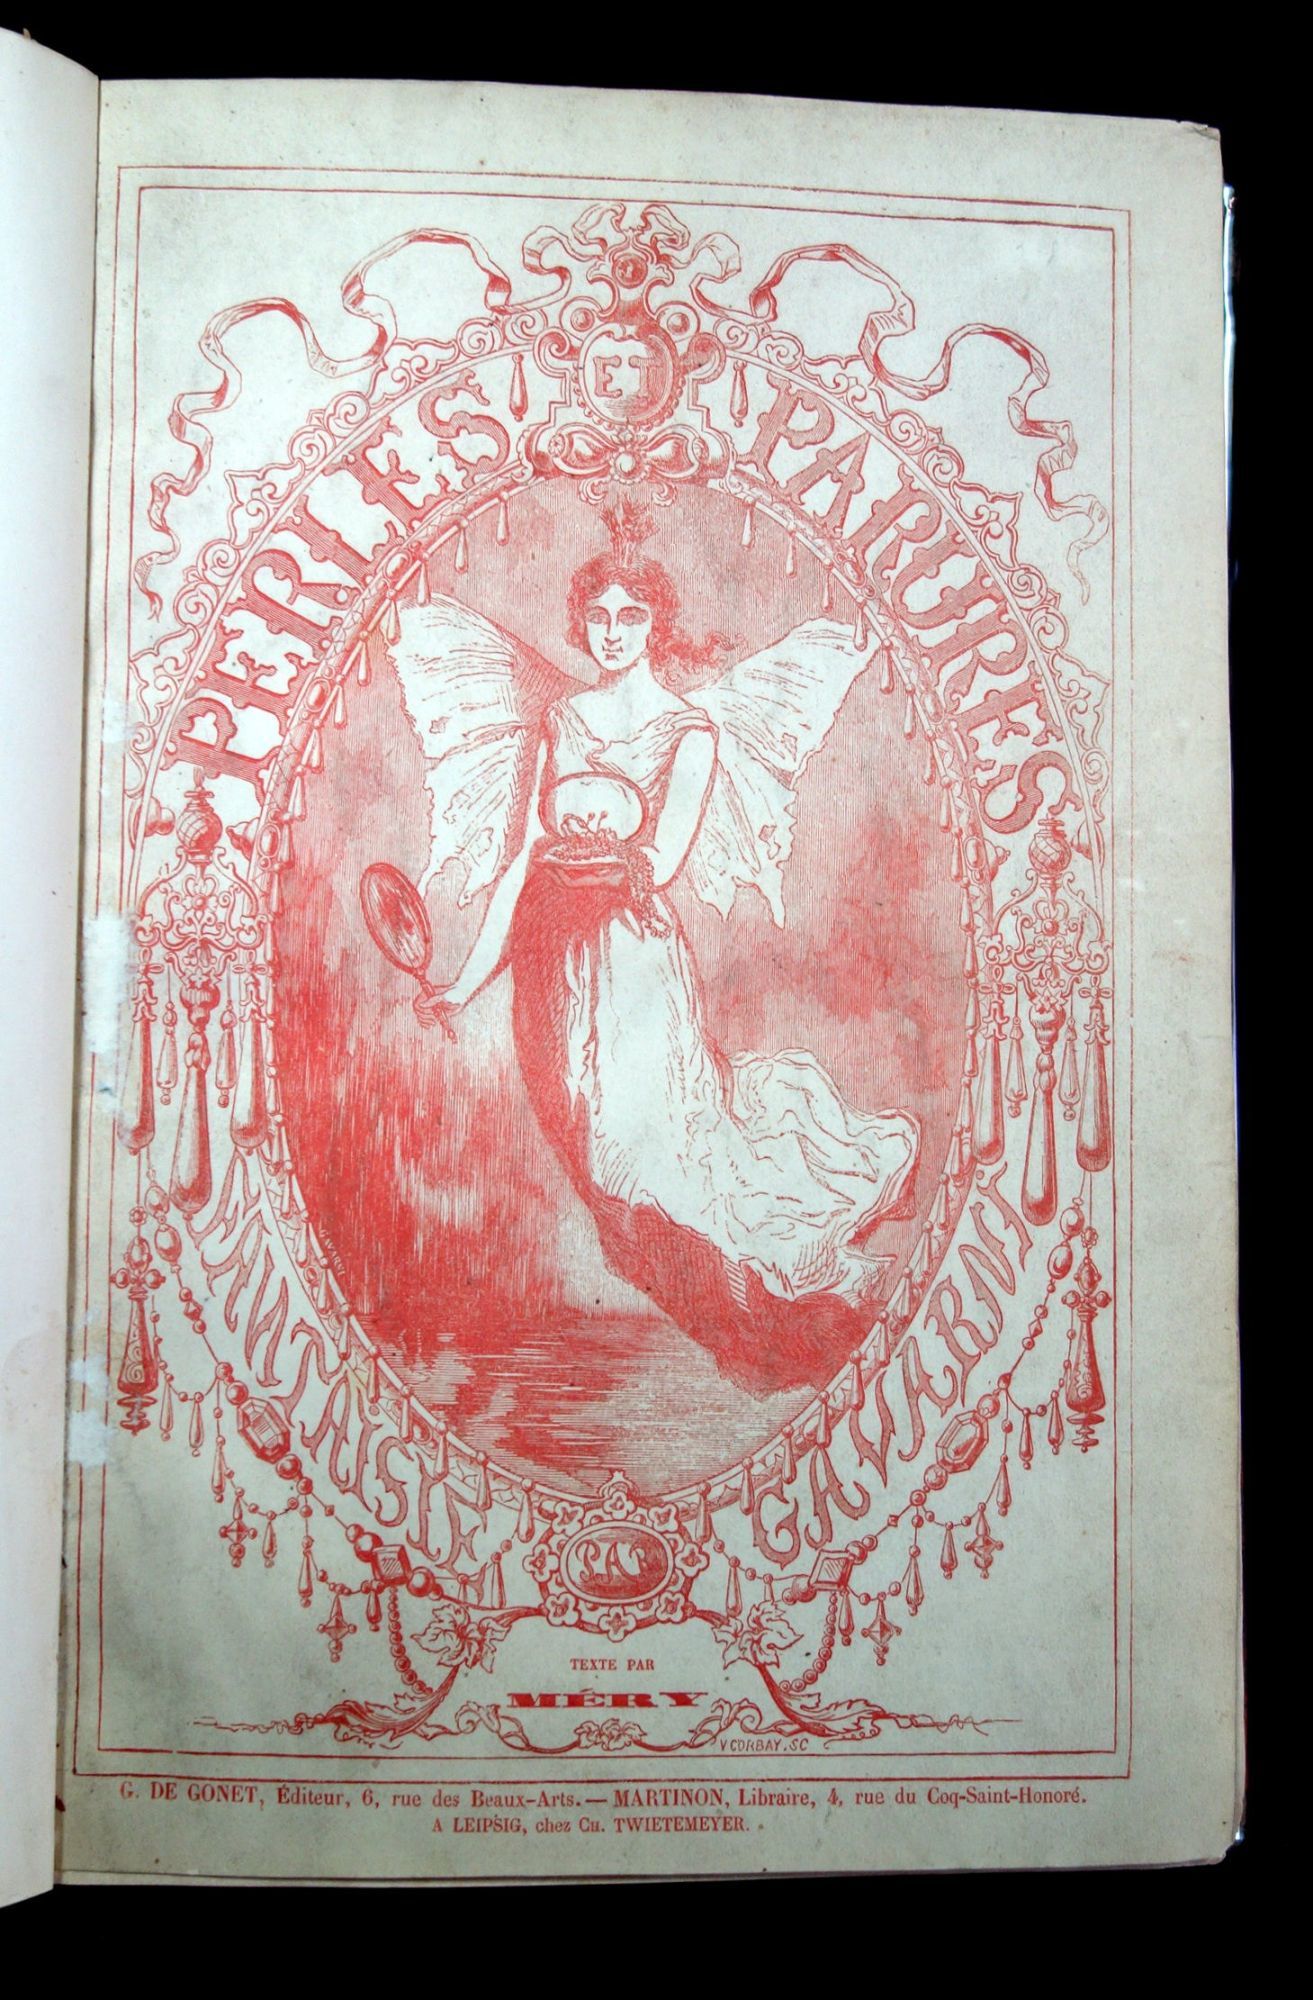 PERLES ET PARURES
FANTAISIE PAR GAVARNI
GAVARNI
TEXTE PAR
MÉRY
V CORBAY. SC
G. DE GONET, Éditeur, 6, rue des Beaux-Arts. — MARTINON, Libraire, 4, rue du Coq-Saint-Honoré.
A LEIPSIG, chez CH. TWIETEMEYER.